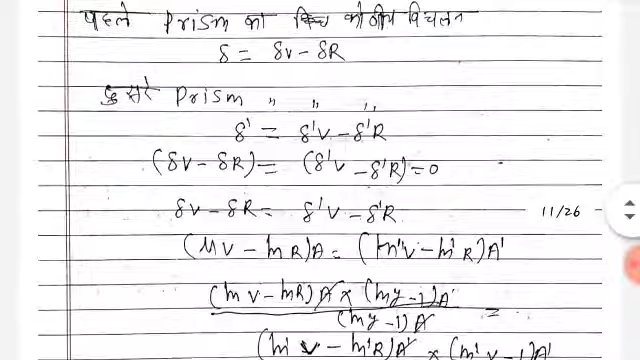 पहले Prism का कोणीय विचलन
δ = δV - δR
दुसरे Prism " " "
δ' = δ'V - δ'R
(δV - δR) = (δ'V - δ'R) = 0
δV - δR = δ'V - δ'R
11/26
(μV - μR)A = (μ'V - μ'R)A'
(μV - μR)A × (μy - 1)A =
(μy - 1)A
(μ'V - μ'R)A' × (μ'V - 1)A'